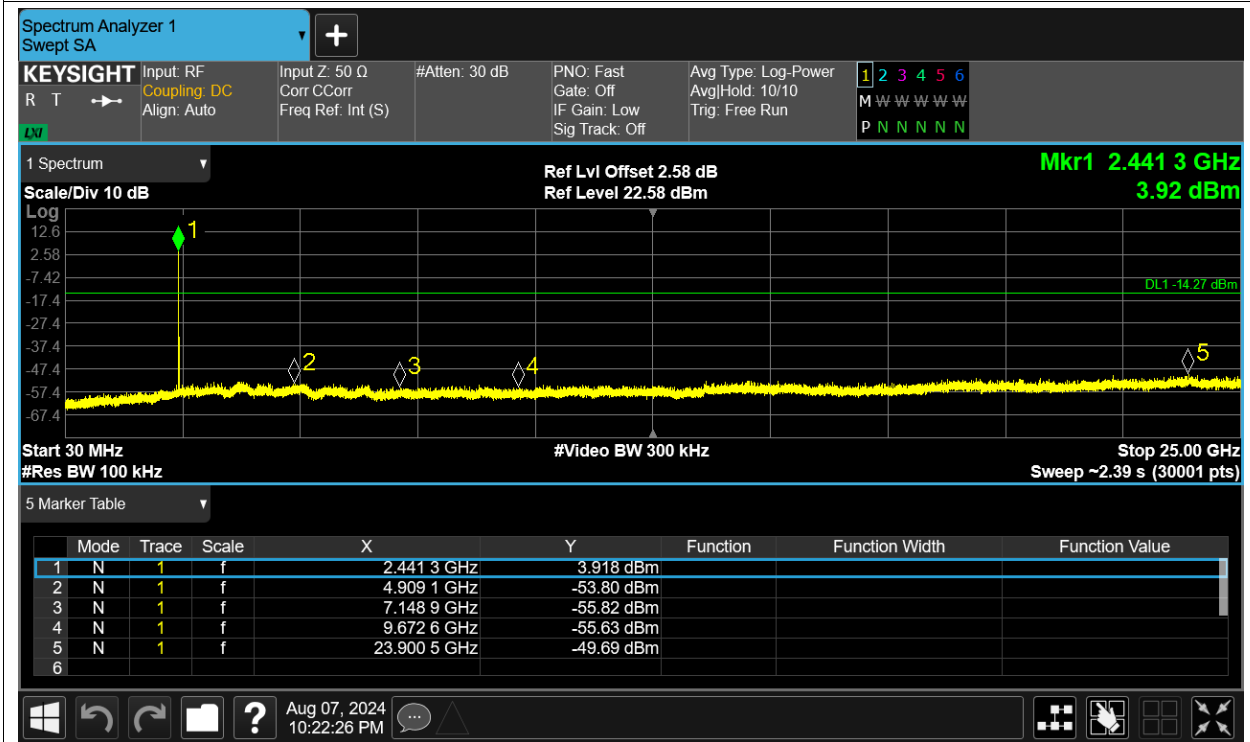 Spectrum Analyzer 1
Swept SA
+
KEYSIGHT
R T
LXI
Input: RF
Coupling: DC
Align: Auto
Input Z: 50 Ω
Corr CCorr
Freq Ref: Int (S)
#Atten: 30 dB
PNO: Fast
Gate: Off
IF Gain: Low
Sig Track: Off
Avg Type: Log-Power
Avg|Hold: 10/10
Trig: Free Run
1 2 3 4 5 6
M W W W W W
P N N N N N
1 Spectrum
Scale/Div 10 dB
Ref Lvl Offset 2.58 dB
Ref Level 22.58 dBm
Mkr1 2.441 3 GHz
3.92 dBm
Log
12.6
2.58
-7.42
-17.4
-27.4
-37.4
-47.4
-57.4
-67.4
1
2
3
4
5
DL1 -14.27 dBm
Start 30 MHz
#Video BW 300 kHz
Stop 25.00 GHz
#Res BW 100 kHz
Sweep ~2.39 s (30001 pts)
5 Marker Table
Mode Trace Scale X Y Function Function Width Function Value
1 N 1 f 2.441 3 GHz 3.918 dBm
2 N 1 f 4.909 1 GHz -53.80 dBm
3 N 1 f 7.148 9 GHz -55.82 dBm
4 N 1 f 9.672 6 GHz -55.63 dBm
5 N 1 f 23.900 5 GHz -49.69 dBm
6
?
Aug 07, 2024
10:22:26 PM